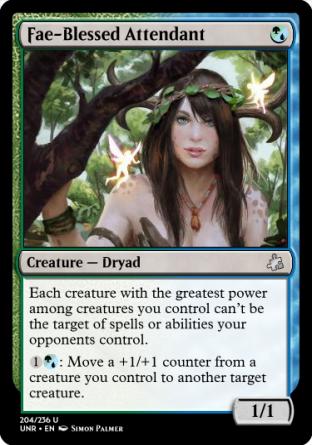 Fae-Blessed Attendant
Creature — Dryad
Each creature with the greatest power
among creatures you control can't be
the target of spells or abilities your
opponents control.
1 : Move a +1/+1 counter from a
creature you control to another target
creature.
1/1
204/236 U
UNR • EN Simon Palmer